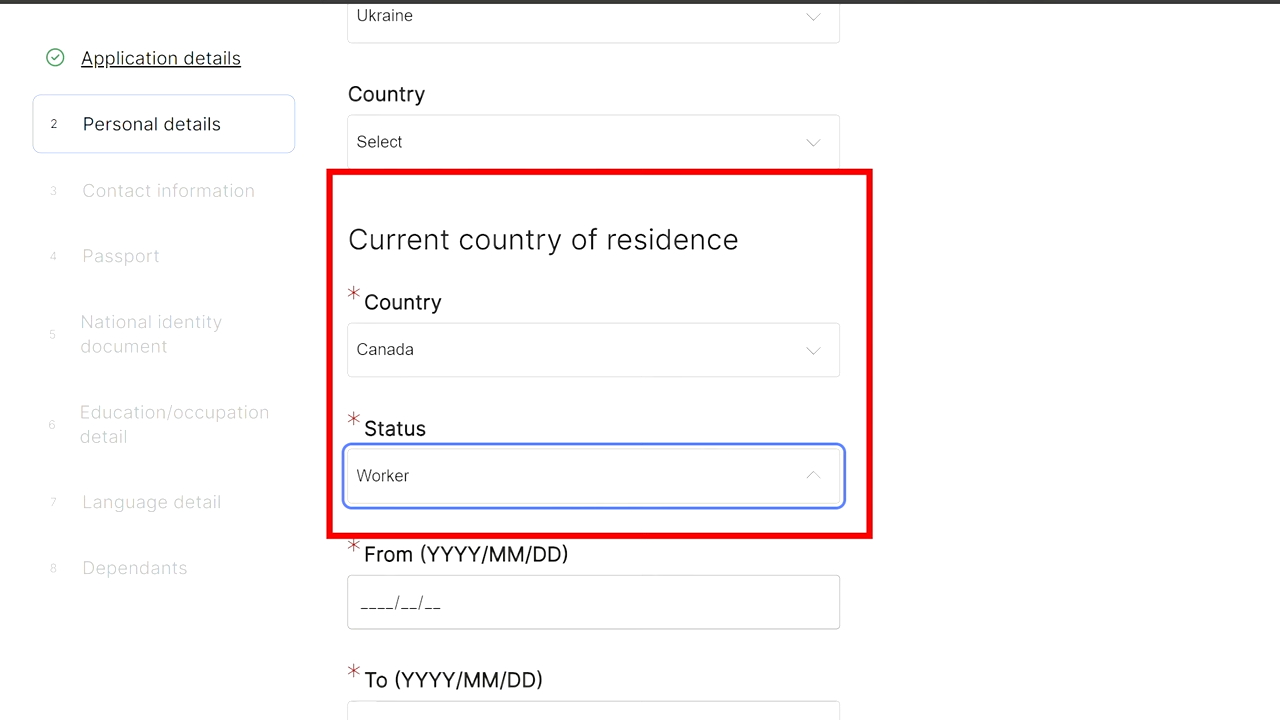 Application details
2 Personal details
3 Contact information
4 Passport
5 National identity
document
6 Education/occupation
detail
7 Language detail
8 Dependants
Ukraine
Country
Select
Current country of residence
* Country
Canada
* Status
Worker
* From (YYYY/MM/DD)
____/__/__
* To (YYYY/MM/DD)